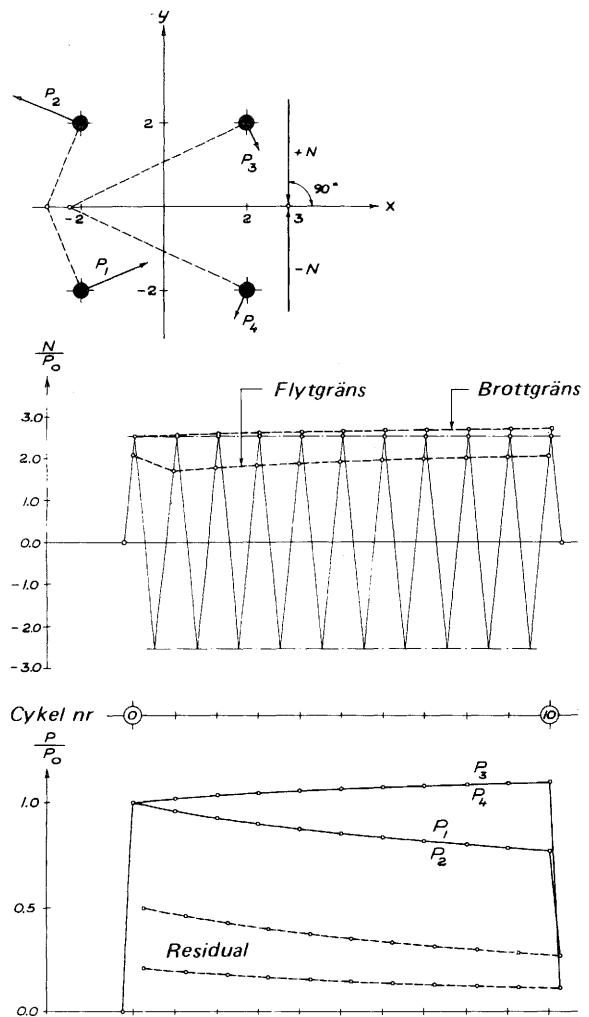 y
P₂
2
P₃
+N
90°
-2
2
3
x
P₁
-2
P₄
-N
N/P₀
Flytgräns
Brottgräns
3.0
2.0
1.0
0.0
-1.0
-2.0
-3.0
Cykel nr
0
10
P/P₀
P₃
P₄
1.0
P₁
P₂
0.5
Residual
0.0